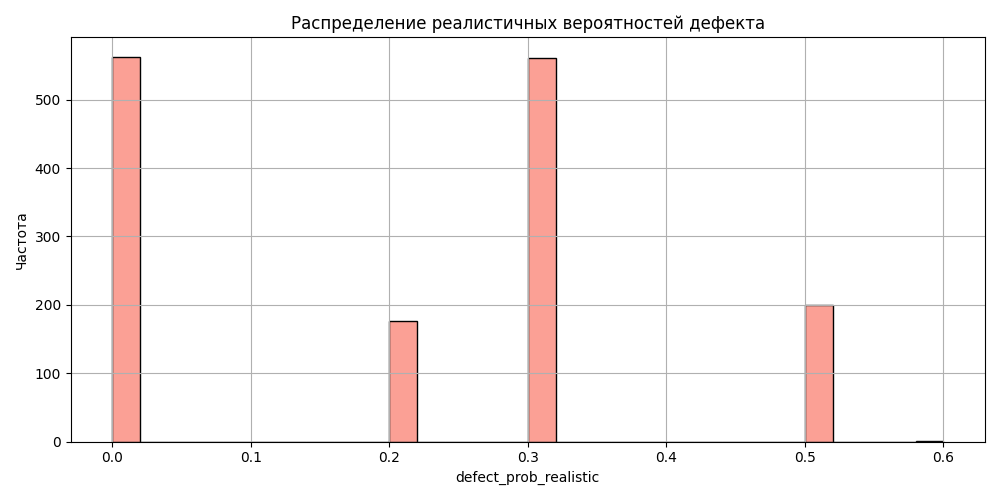 Распределение реалистичных вероятностей дефекта
Частота
500
400
300
200
100
0
0.0 0.1 0.2 0.3 0.4 0.5 0.6
defect_prob_realistic